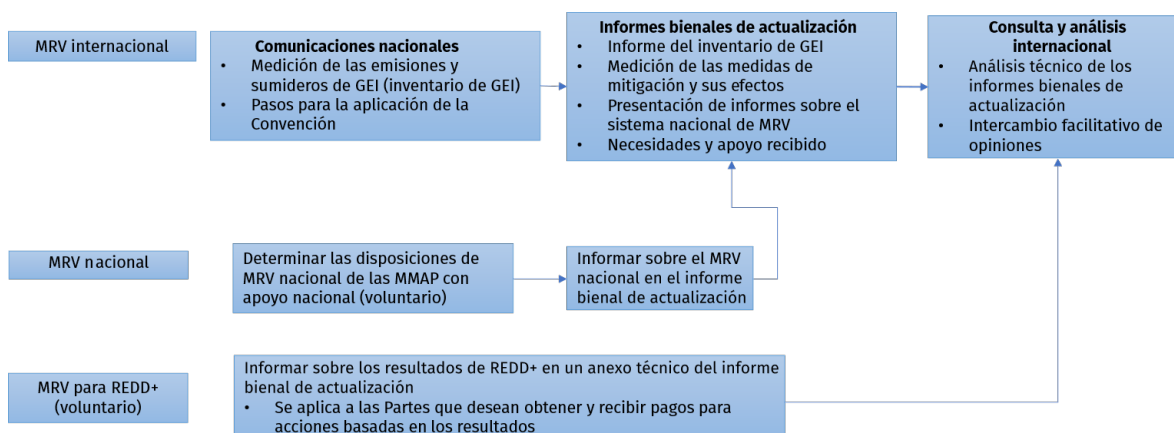 MRV internacional
Comunicaciones nacionales
• Medición de las emisiones y
sumideros de GEI (inventario de GEI)
• Pasos para la aplicación de la
Convención
Informes bienales de actualización
• Informe del inventario de GEI
• Medición de las medidas de
mitigación y sus efectos
• Presentación de informes sobre el
sistema nacional de MRV
• Necesidades y apoyo recibido
Consulta y análisis
internacional
• Análisis técnico de los
informes bienales de
actualización
• Intercambio facilitativo de
opiniones
MRV nacional
Determinar las disposiciones de
MRV nacional de las MMAP con
apoyo nacional (voluntario)
Informar sobre el MRV
nacional en el informe
bienal de actualización
MRV para REDD+
(voluntario)
Informar sobre los resultados de REDD+ en un anexo técnico del informe
bienal de actualización
• Se aplica a las Partes que desean obtener y recibir pagos para
acciones basadas en los resultados